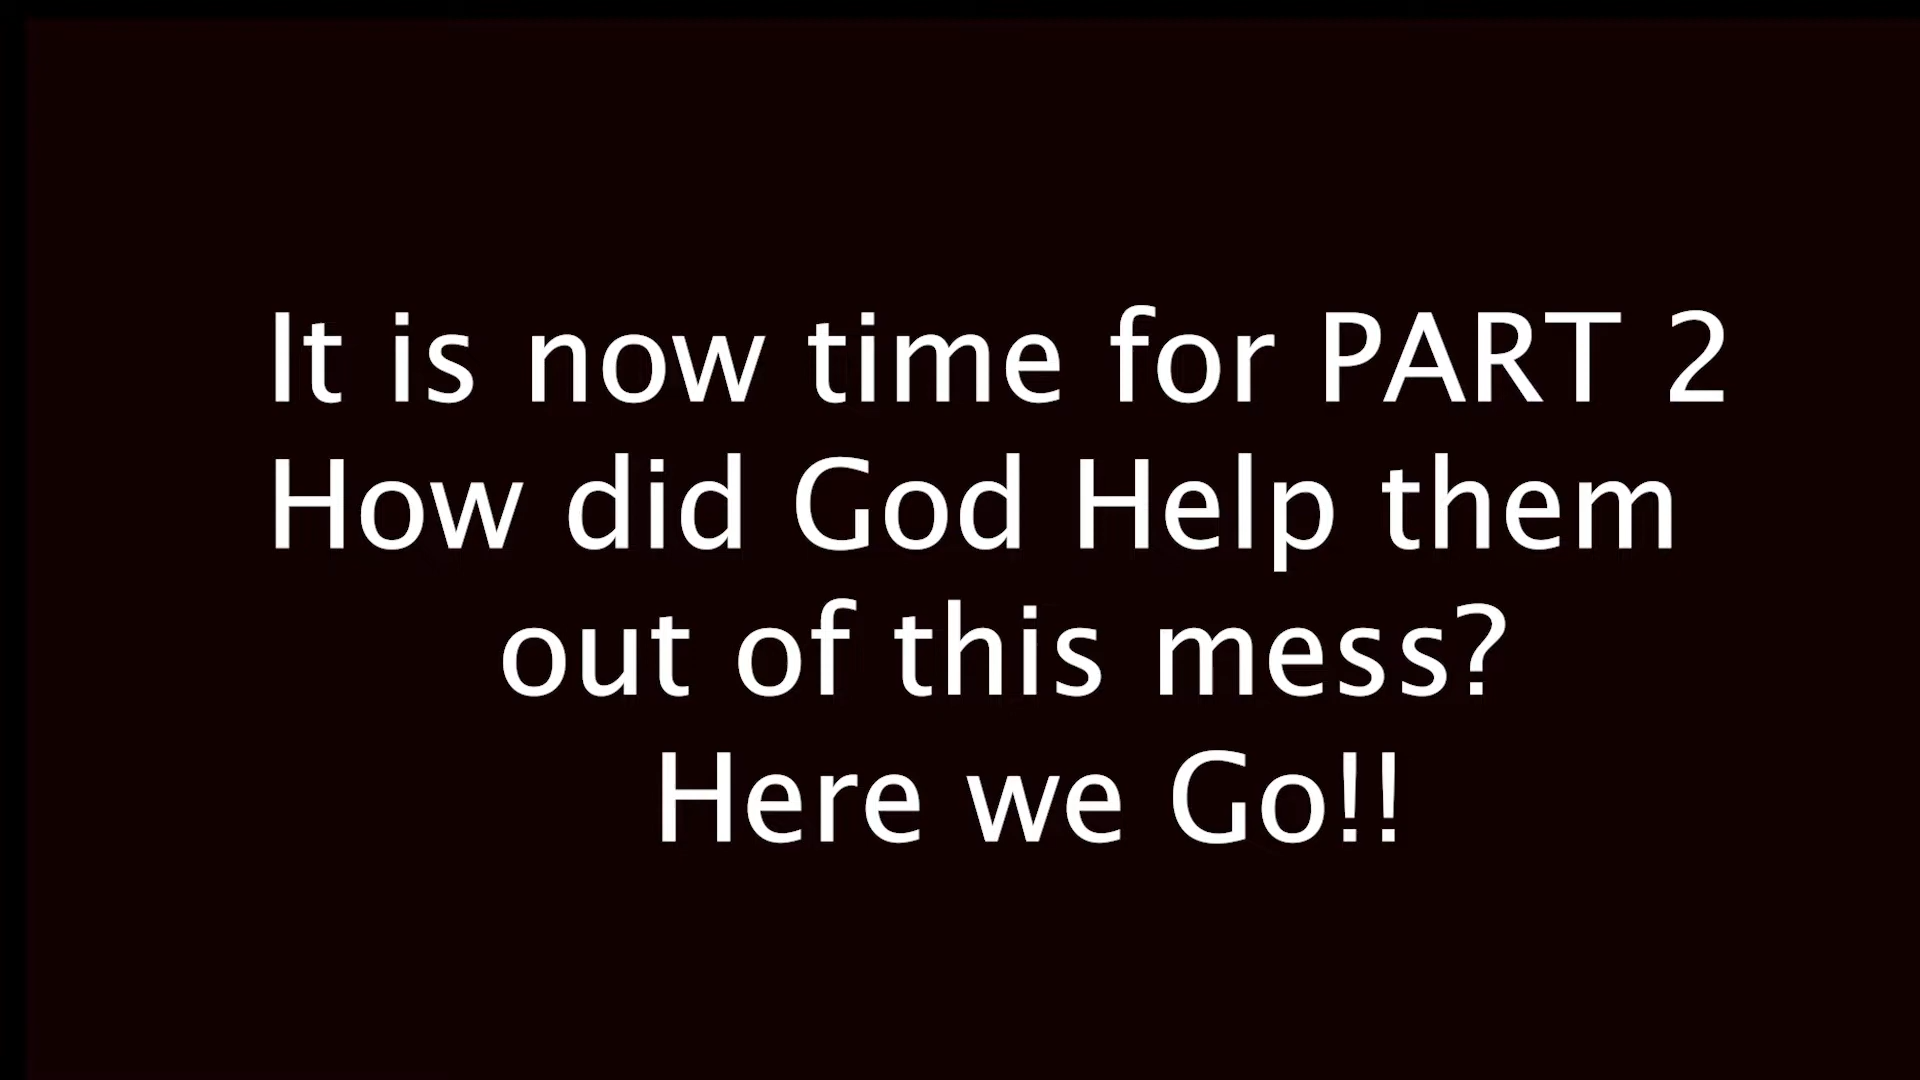 It is now time for PART 2
How did God Help them
out of this mess?
Here we Go!!